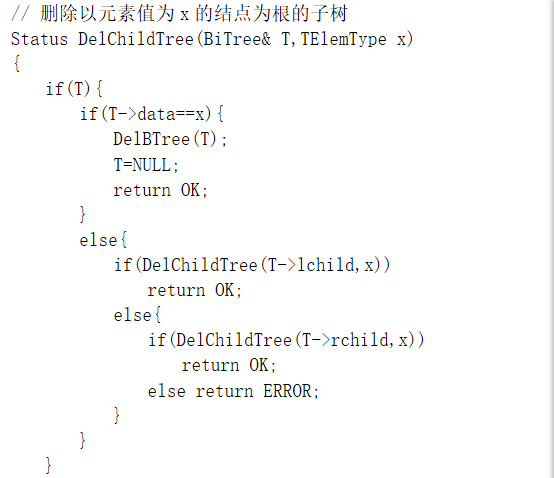 // 删除以元素值为 x 的结点为根的子树
Status DelChildTree(BiTree& T,TElemType x)
{
    if(T){
        if(T->data==x){
            DelBTree(T);
            T=NULL;
            return OK;
        }
        else{
            if(DelChildTree(T->lchild,x))
                return OK;
            else{
                if(DelChildTree(T->rchild,x))
                    return OK;
                else return ERROR;
            }
        }
    }